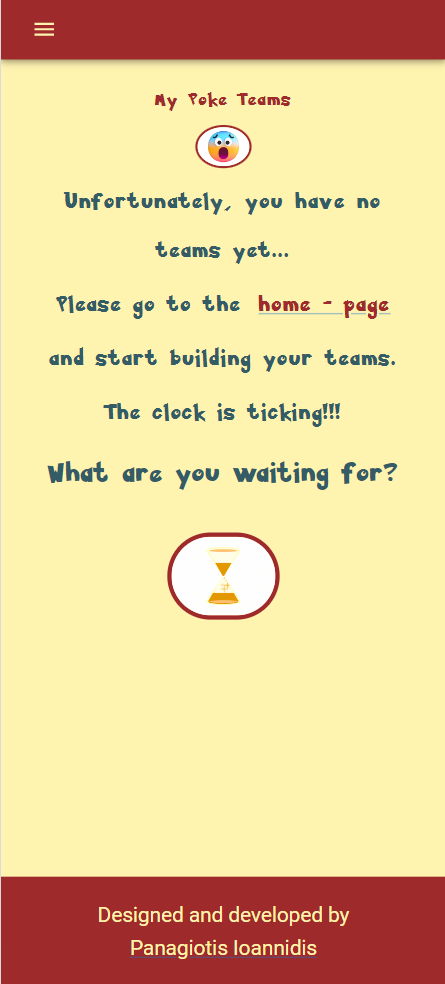 My Poke Teams
Unfortunately, you have no
teams yet...
Please go to the home - page
and start building your teams.
The clock is ticking!!!
What are you waiting for?
Designed and developed by
Panagiotis Ioannidis